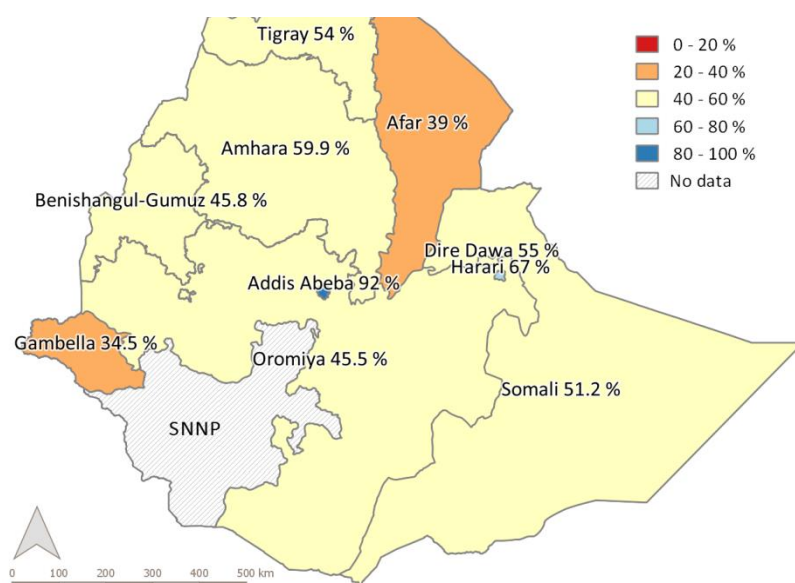 Tigray 54 %
0 - 20 %
20 - 40 %
40 - 60 %
60 - 80 %
80 - 100 %
No data
Afar 39 %
Amhara 59.9 %
Benishangul-Gumuz 45.8 %
Dire Dawa 55 %
Harari 67 %
Addis Abeba 92 %
Gambella 34.5 %
Oromiya 45.5 %
Somali 51.2 %
SNNP
0 100 200 300 400 500 km